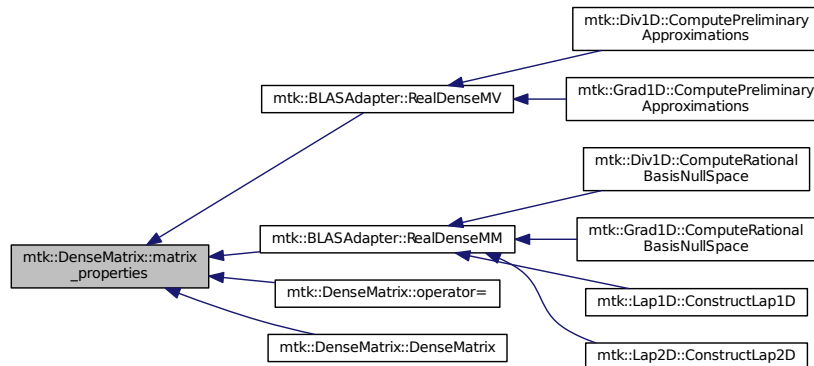 mtk::Div1D::ComputePreliminary
Approximations
mtk::BLASAdapter::RealDenseMV
mtk::Grad1D::ComputePreliminary
Approximations
mtk::Div1D::ComputeRational
BasisNullSpace
mtk::BLASAdapter::RealDenseMM
mtk::Grad1D::ComputeRational
BasisNullSpace
mtk::DenseMatrix::matrix
_properties
mtk::DenseMatrix::operator=
mtk::Lap1D::ConstructLap1D
mtk::DenseMatrix::DenseMatrix
mtk::Lap2D::ConstructLap2D